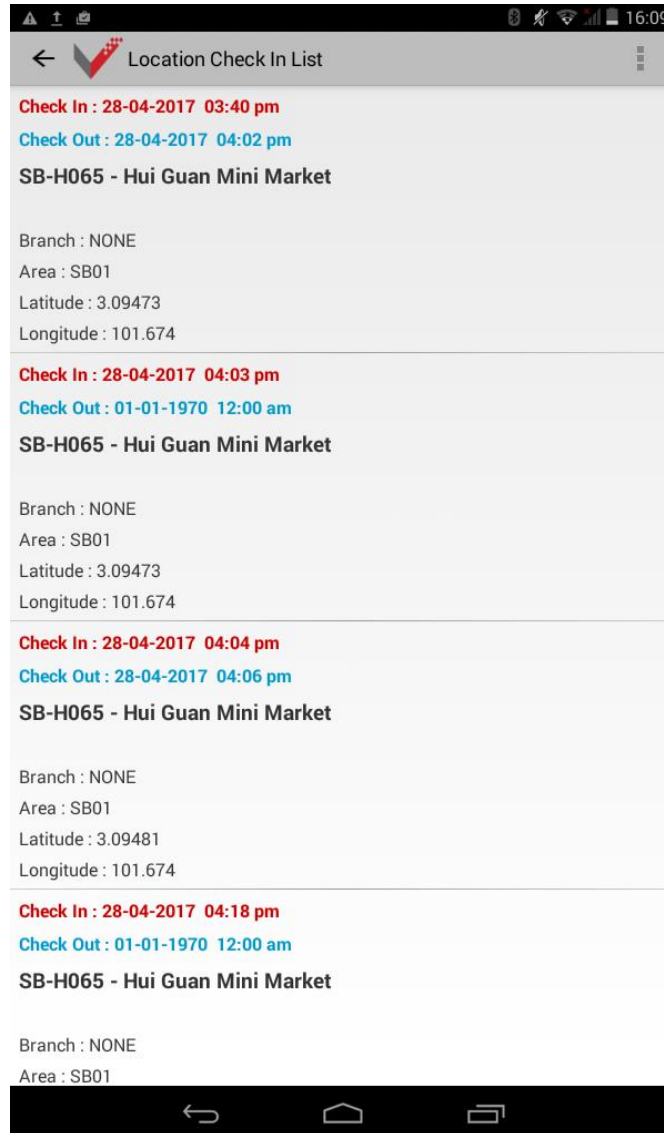 16:09
Location Check In List
Check In : 28-04-2017 03:40 pm
Check Out : 28-04-2017 04:02 pm
SB-H065 - Hui Guan Mini Market
Branch : NONE
Area : SB01
Latitude : 3.09473
Longitude : 101.674
Check In : 28-04-2017 04:03 pm
Check Out : 01-01-1970 12:00 am
SB-H065 - Hui Guan Mini Market
Branch : NONE
Area : SB01
Latitude : 3.09473
Longitude : 101.674
Check In : 28-04-2017 04:04 pm
Check Out : 28-04-2017 04:06 pm
SB-H065 - Hui Guan Mini Market
Branch : NONE
Area : SB01
Latitude : 3.09481
Longitude : 101.674
Check In : 28-04-2017 04:18 pm
Check Out : 01-01-1970 12:00 am
SB-H065 - Hui Guan Mini Market
Branch : NONE
Area : SB01